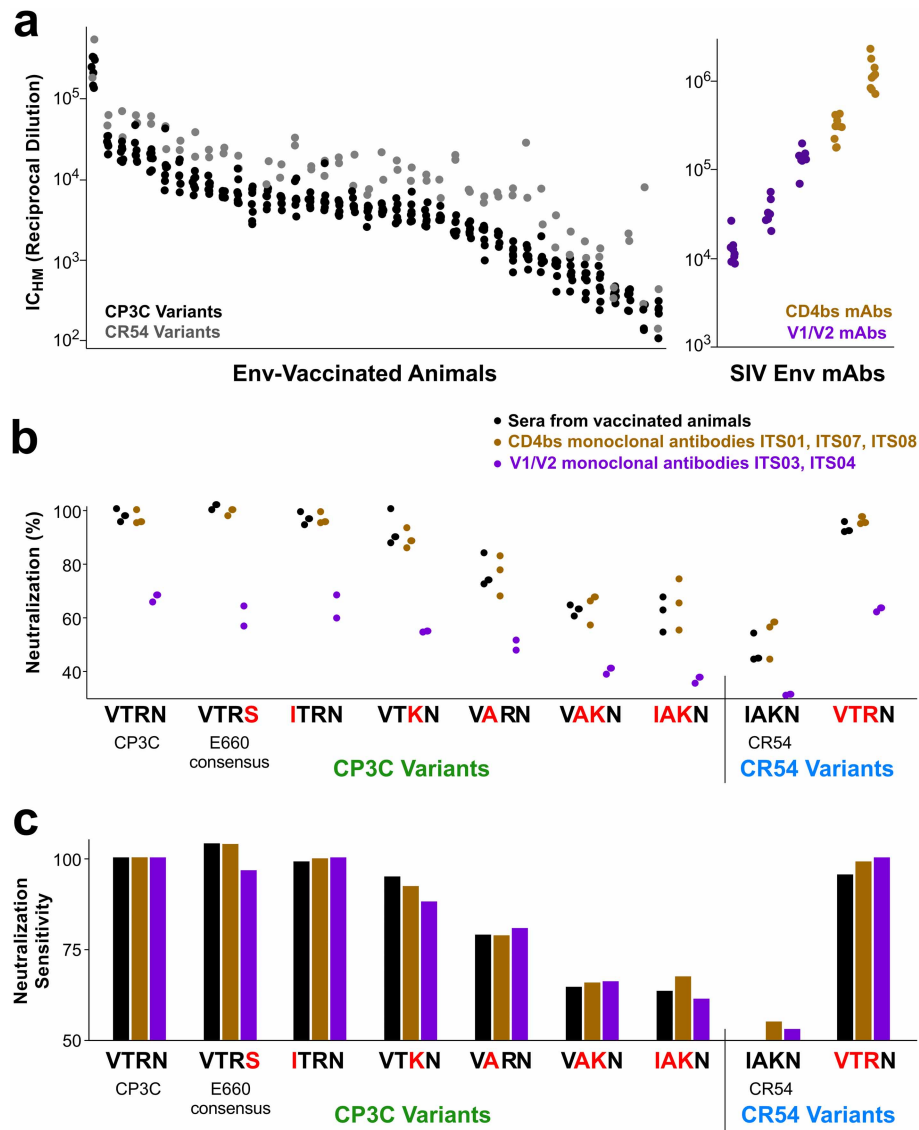 a
IC_HM (Reciprocal Dilution)
10^5
10^4
10^3
10^2
CP3C Variants
CR54 Variants
Env-Vaccinated Animals
10^6
10^5
10^4
10^3
CD4bs mAbs
V1/V2 mAbs
SIV Env mAbs
b
Sera from vaccinated animals
CD4bs monoclonal antibodies ITS01, ITS07, ITS08
V1/V2 monoclonal antibodies ITS03, ITS04
Neutralization (%)
100
80
60
40
VTRN VTRS ITRN VTKN VARN VAKN IAKN IAKN VTRN
CP3C E660 CR54
consensus
CP3C Variants CR54 Variants
c
Neutralization
Sensitivity
100
75
50
VTRN VTRS ITRN VTKN VARN VAKN IAKN IAKN VTRN
CP3C E660 CR54
consensus
CP3C Variants CR54 Variants